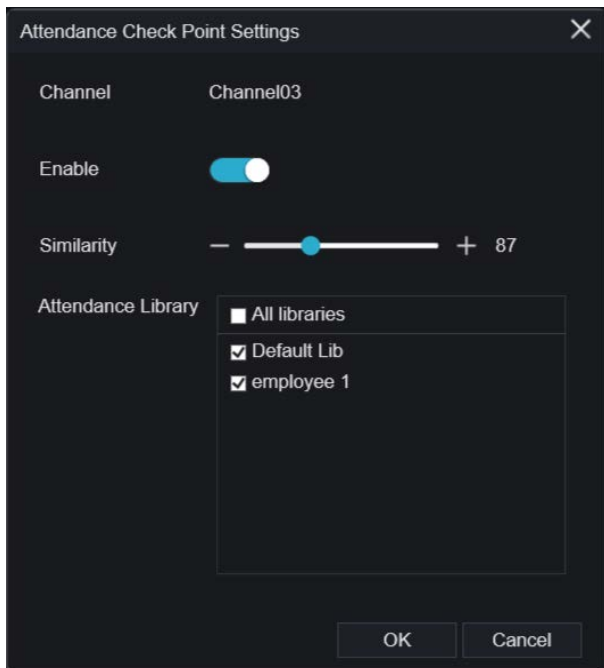 Attendance Check Point Settings
Channel Channel03
Enable
Similarity 87
Attendance Library
All libraries
Default Lib
employee 1
OK Cancel